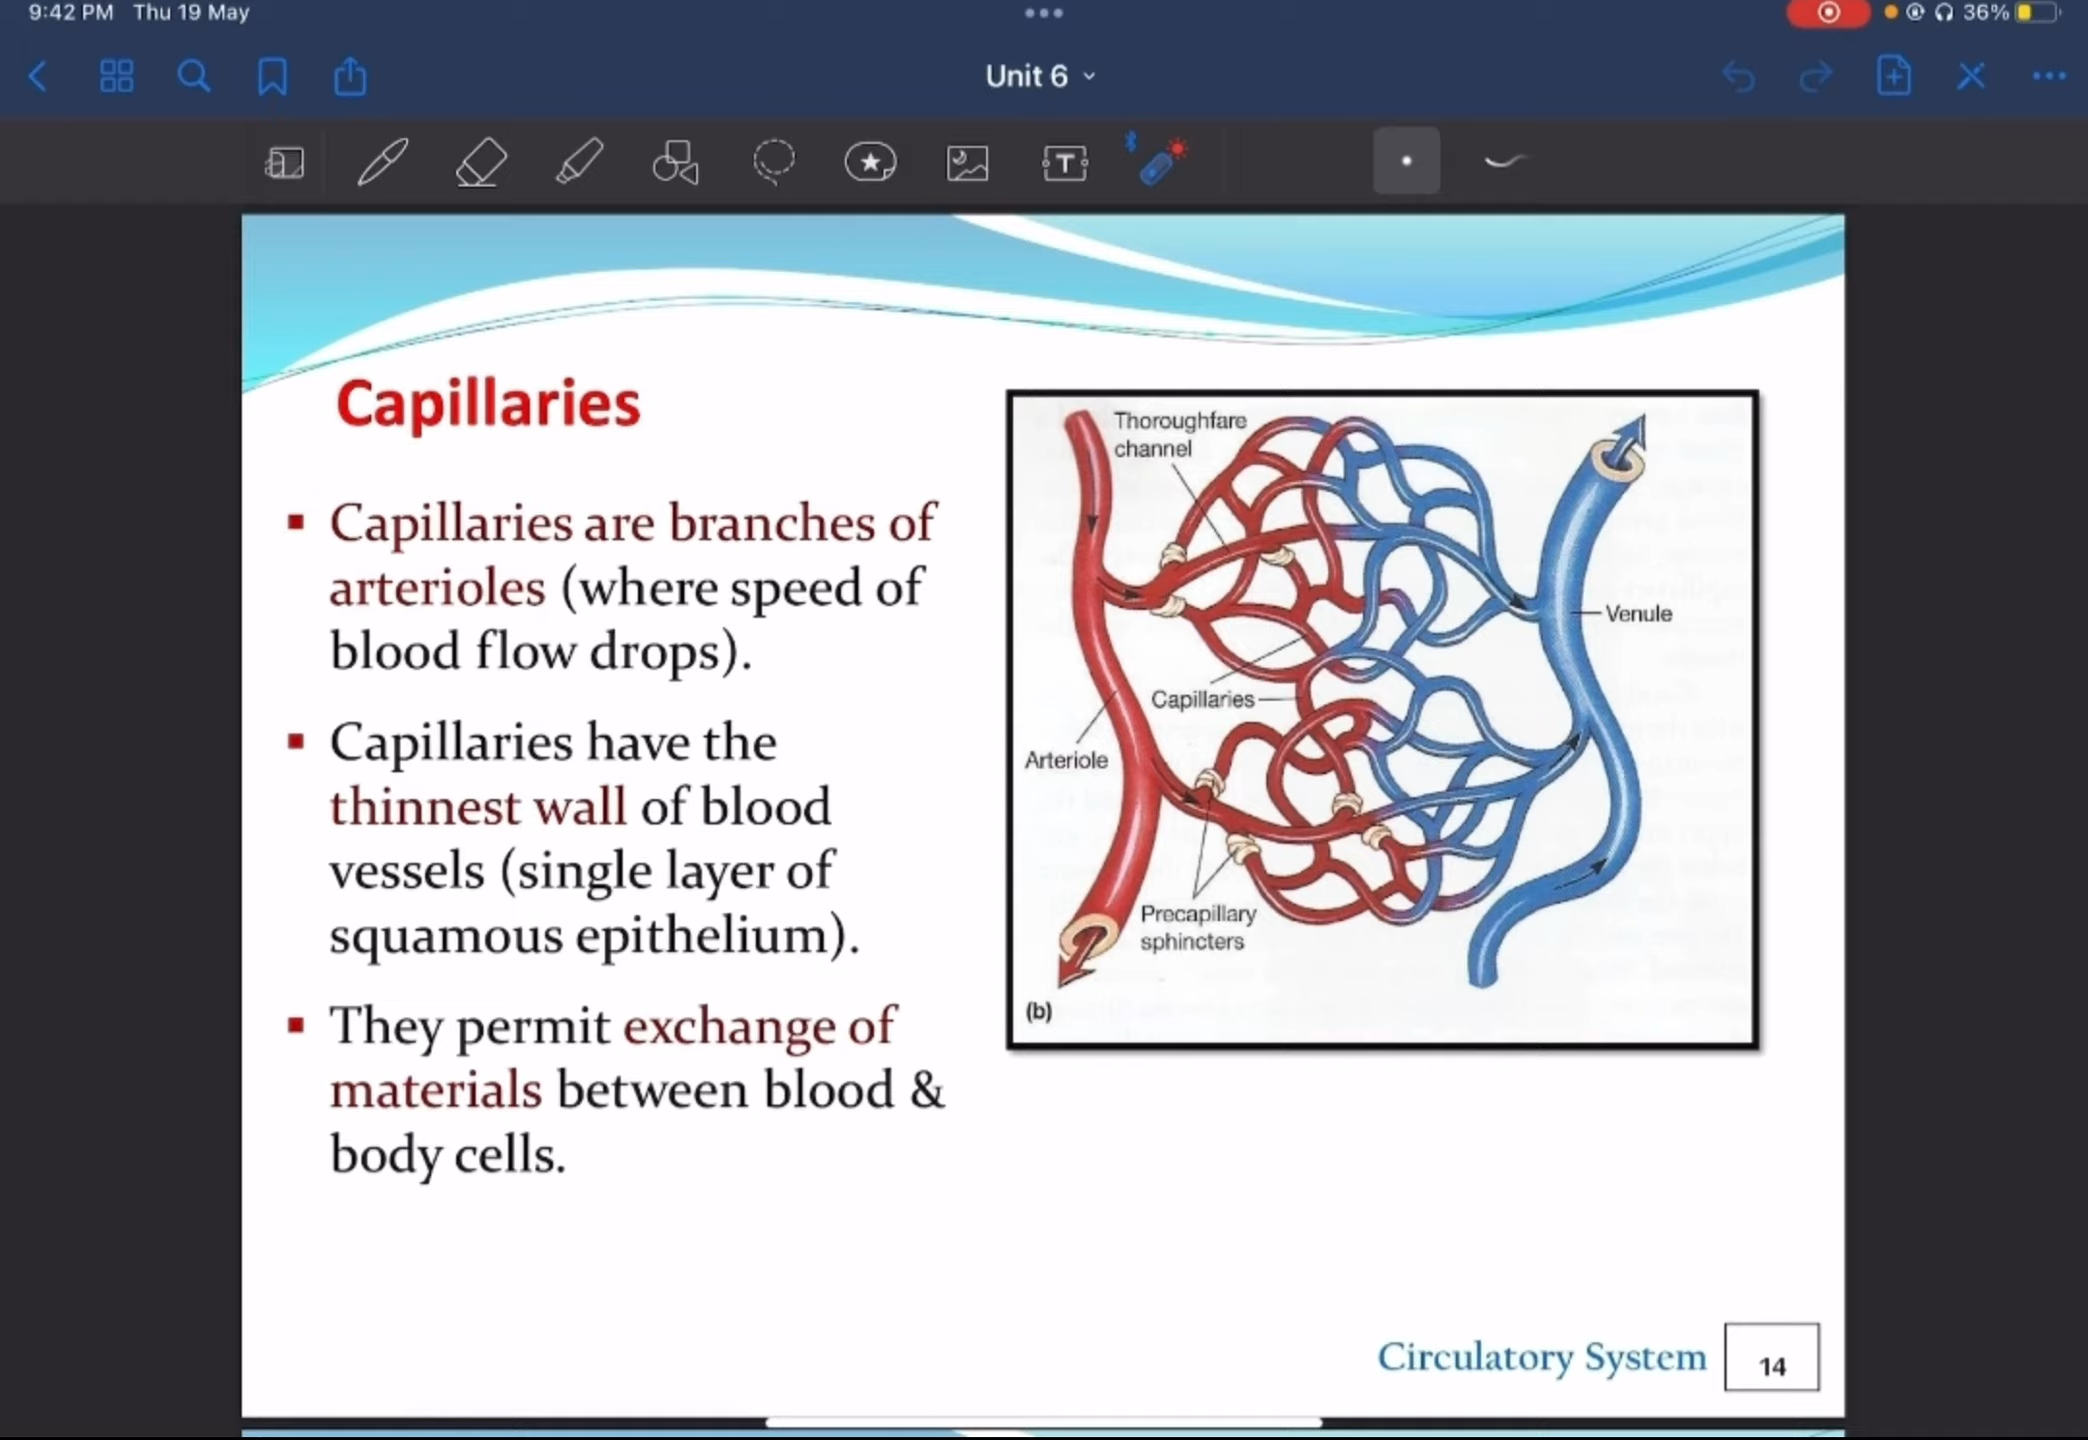 9:42 PM Thu 19 May
36%
Unit 6
T
Capillaries
▪ Capillaries are branches of
arterioles (where speed of
blood flow drops).
▪ Capillaries have the
thinnest wall of blood
vessels (single layer of
squamous epithelium).
▪ They permit exchange of
materials between blood &
body cells.
Thoroughfare
channel
Venule
Capillaries
Arteriole
Precapillary
sphincters
(b)
Circulatory System
14